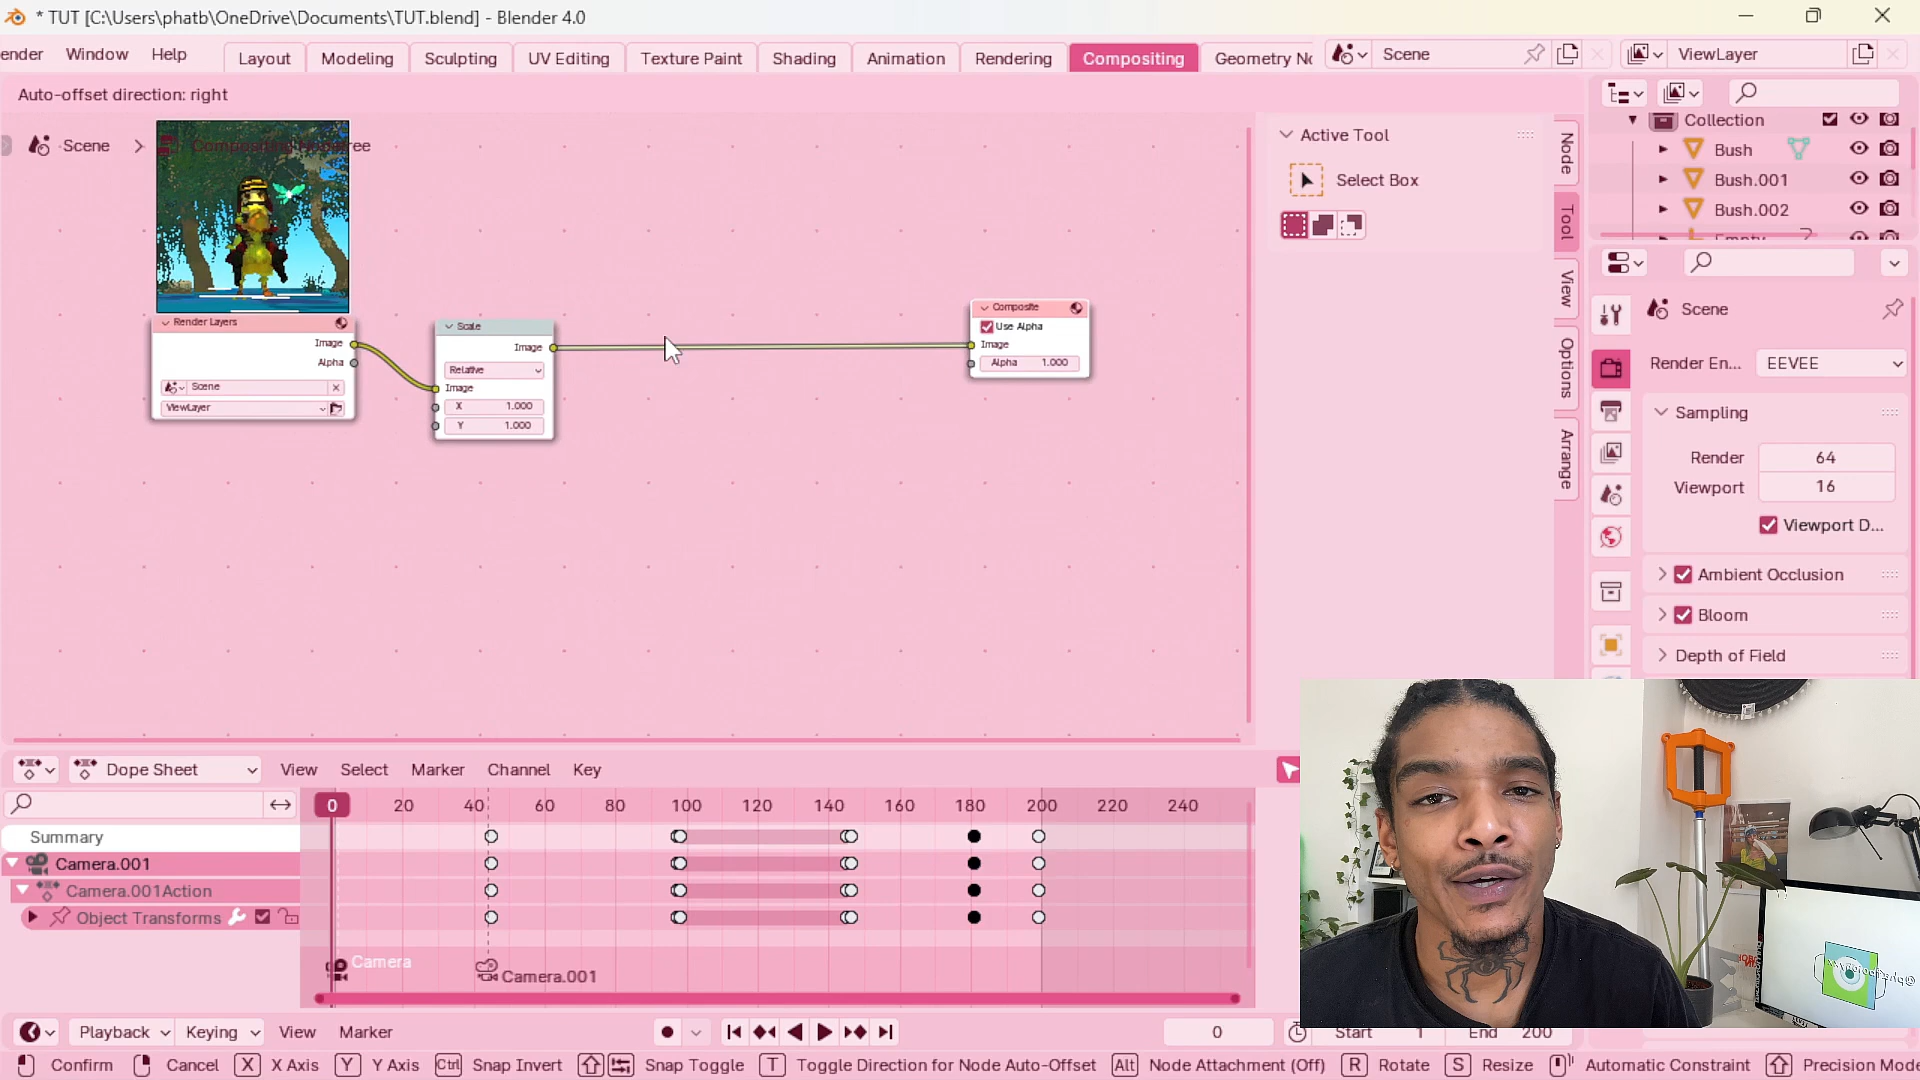 * TUT [C:\Users\phatb\OneDrive\Documents\TUT.blend] - Blender 4.0
ender Window Help Layout Modeling Sculpting UV Editing Texture Paint Shading Animation Rendering Compositing Geometry No Scene ViewLayer
Auto-offset direction: right
Scene > Compositing Nodetree
Render Layers
Image
Alpha
Scene
ViewLayer
Scale
Image
Relative
Image
X 1.000
Y 1.000
Composite
Use Alpha
Image
Alpha 1.000
Active Tool
Select Box
Node
Tool
View
Options
Arrange
Collection
Bush
Bush.001
Bush.002
Empty
Scene
Render En... EEVEE
Sampling
Render 64
Viewport 16
Viewport D...
Ambient Occlusion
Bloom
Depth of Field
Dope Sheet View Select Marker Channel Key
0 20 40 60 80 100 120 140 160 180 200 220 240
Summary
Camera.001
Camera.001Action
Object Transforms
Camera
Camera.001
Playback Keying View Marker 0 Start 1 End 200
Confirm Cancel X X Axis Y Y Axis Ctrl Snap Invert Snap Toggle T Toggle Direction for Node Auto-Offset Alt Node Attachment (Off) R Rotate S Resize Automatic Constraint Precision Mode